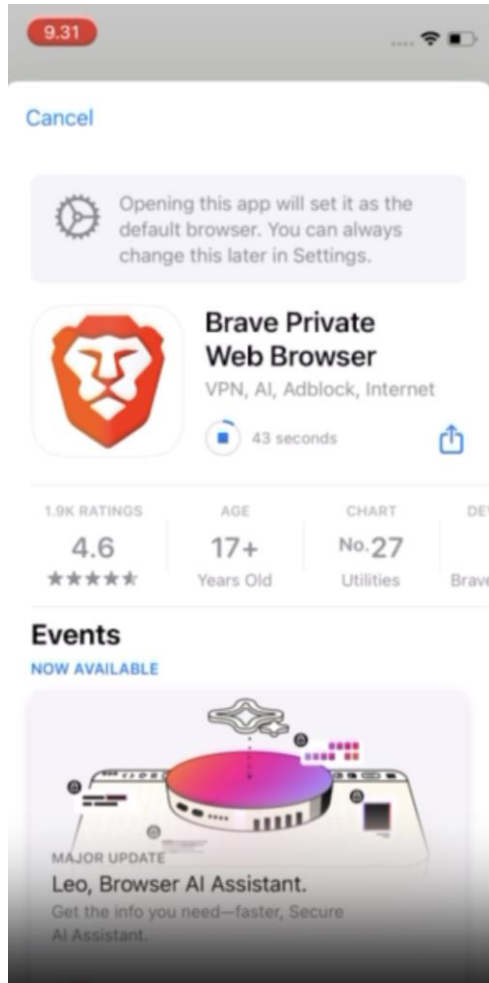 9.31
Cancel
Opening this app will set it as the
default browser. You can always
change this later in Settings.
Brave Private
Web Browser
VPN, AI, Adblock, Internet
43 seconds
1.9K RATINGS
AGE
CHART
DE
4.6
17+
No.27
Years Old
Utilities
Brave
Events
NOW AVAILABLE
MAJOR UPDATE
Leo, Browser AI Assistant.
Get the info you need—faster, Secure
AI Assistant.